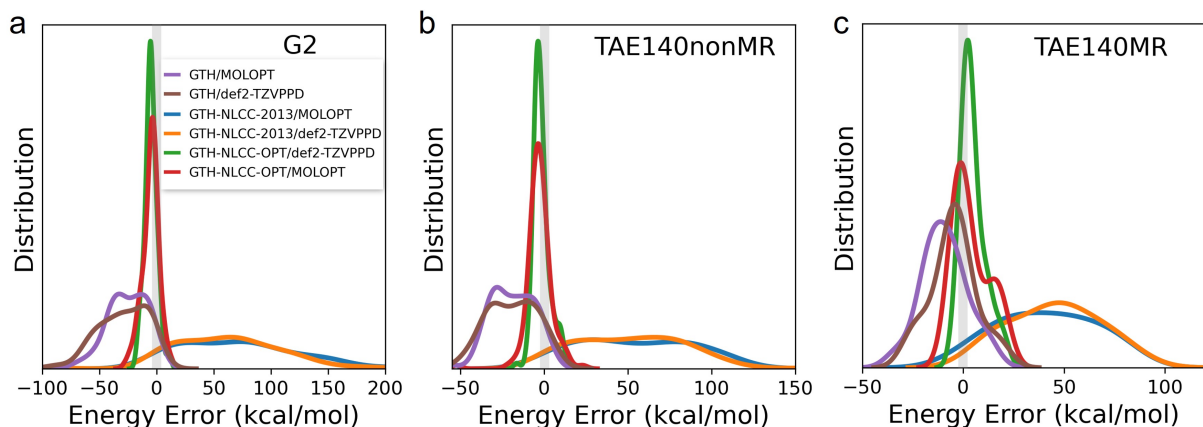 a
G2
GTH/MOLOPT
GTH/def2-TZVPPD
GTH-NLCC-2013/MOLOPT
GTH-NLCC-2013/def2-TZVPPD
GTH-NLCC-OPT/def2-TZVPPD
GTH-NLCC-OPT/MOLOPT
Distribution
−100 −50 0 50 100 150 200
Energy Error (kcal/mol)
b
TAE140nonMR
Distribution
−50 0 50 100 150
Energy Error (kcal/mol)
c
TAE140MR
Distribution
−50 0 50 100
Energy Error (kcal/mol)